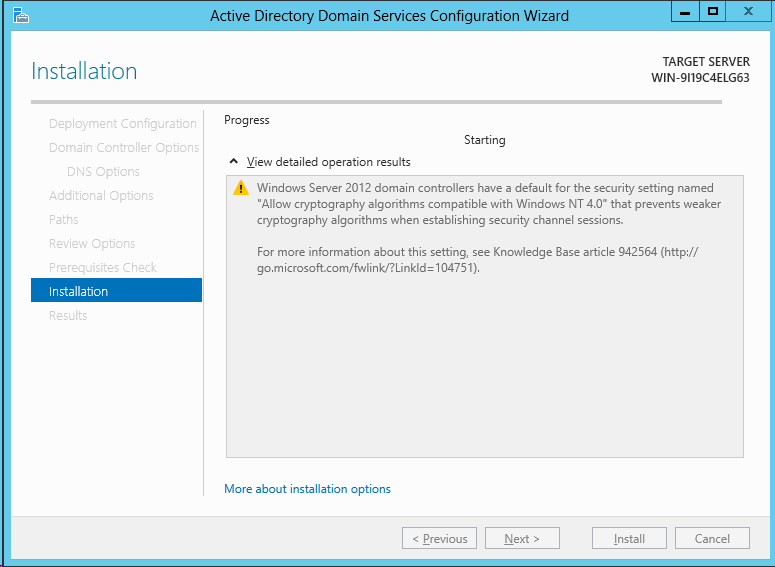 Active Directory Domain Services Configuration Wizard
Installation
TARGET SERVER
WIN-9I19C4ELG63
Deployment Configuration
Domain Controller Options
DNS Options
Additional Options
Paths
Review Options
Prerequisites Check
Installation
Results
Progress
Starting
View detailed operation results
Windows Server 2012 domain controllers have a default for the security setting named
"Allow cryptography algorithms compatible with Windows NT 4.0" that prevents weaker
cryptography algorithms when establishing security channel sessions.
For more information about this setting, see Knowledge Base article 942564 (http://
go.microsoft.com/fwlink/?LinkId=104751).
More about installation options
< Previous
Next >
Install
Cancel